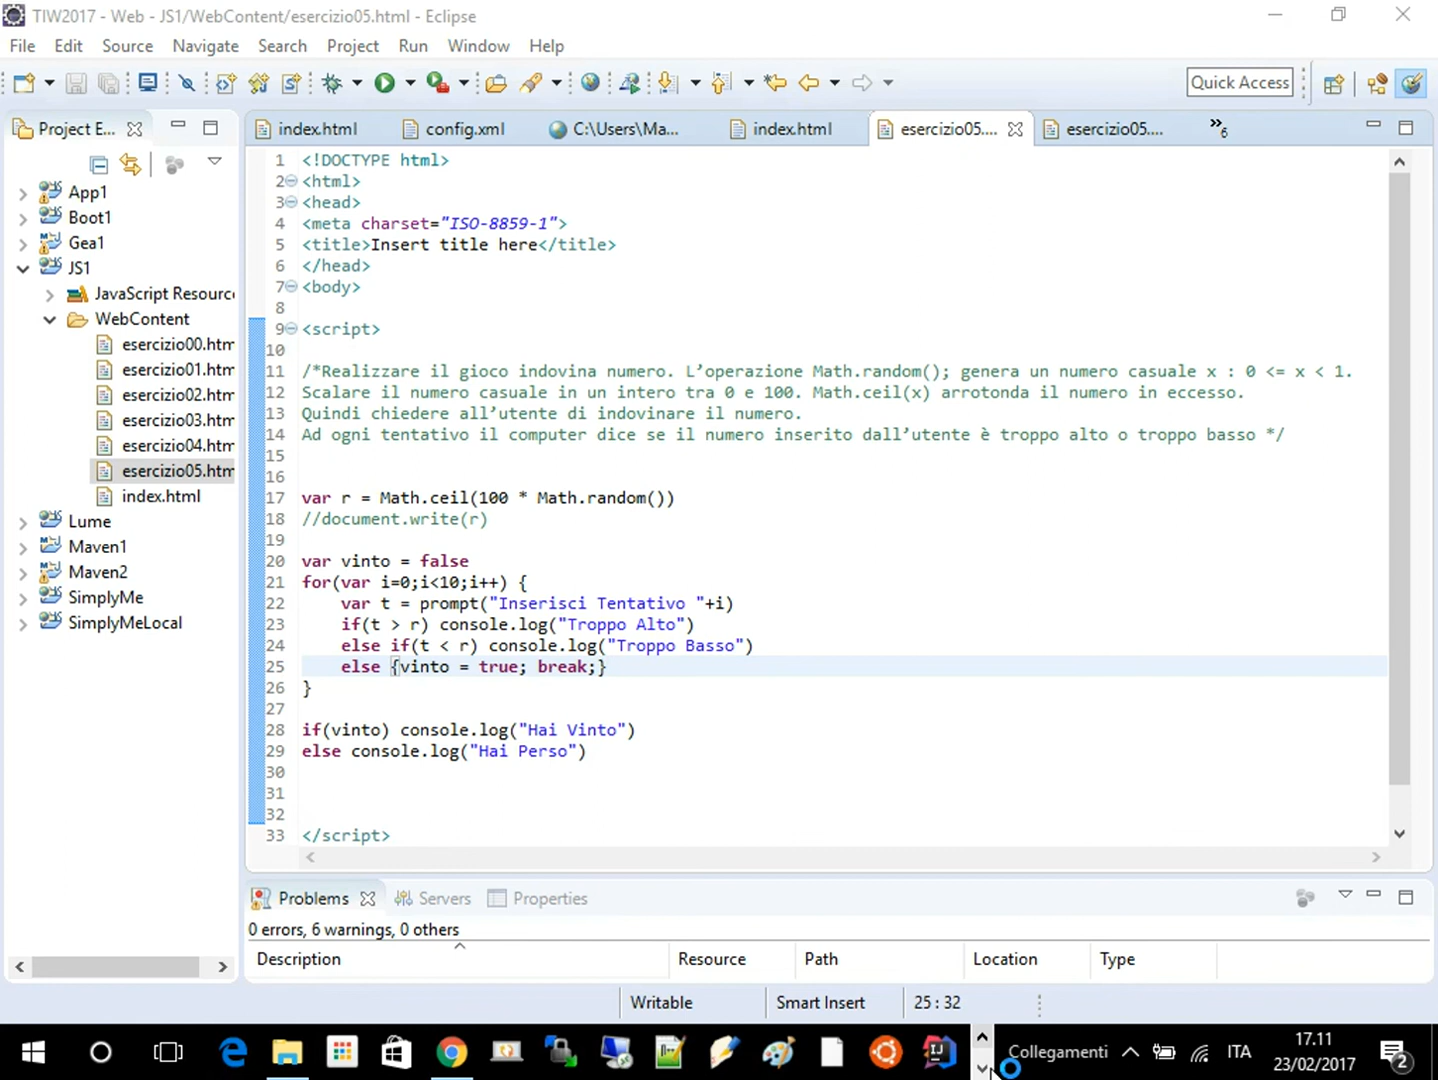 TIW2017 - Web - JS1/WebContent/esercizio05.html - Eclipse
File Edit Source Navigate Search Project Run Window Help
Quick Access
Project E...
index.html config.xml C:\Users\Ma... index.html esercizio05.... esercizio05.... »6
App1
Boot1
Gea1
JS1
JavaScript Resourc
WebContent
esercizio00.htm
esercizio01.htm
esercizio02.htm
esercizio03.htm
esercizio04.htm
esercizio05.htm
index.html
Lume
Maven1
Maven2
SimplyMe
SimplyMeLocal
1 <!DOCTYPE html>
2 <html>
3 <head>
4 <meta charset="ISO-8859-1">
5 <title>Insert title here</title>
6 </head>
7 <body>
8
9 <script>
10
11 /*Realizzare il gioco indovina numero. L’operazione Math.random(); genera un numero casuale x : 0 <= x < 1.
12 Scalare il numero casuale in un intero tra 0 e 100. Math.ceil(x) arrotonda il numero in eccesso.
13 Quindi chiedere all’utente di indovinare il numero.
14 Ad ogni tentativo il computer dice se il numero inserito dall’utente è troppo alto o troppo basso */
15
16
17 var r = Math.ceil(100 * Math.random())
18 //document.write(r)
19
20 var vinto = false
21 for(var i=0;i<10;i++) {
22 var t = prompt("Inserisci Tentativo "+i)
23 if(t > r) console.log("Troppo Alto")
24 else if(t < r) console.log("Troppo Basso")
25 else {vinto = true; break;}
26 }
27
28 if(vinto) console.log("Hai Vinto")
29 else console.log("Hai Perso")
30
31
32
33 </script>
Problems Servers Properties
0 errors, 6 warnings, 0 others
Description Resource Path Location Type
Writable Smart Insert 25 : 32
Collegamenti ITA 17.11
23/02/2017 2